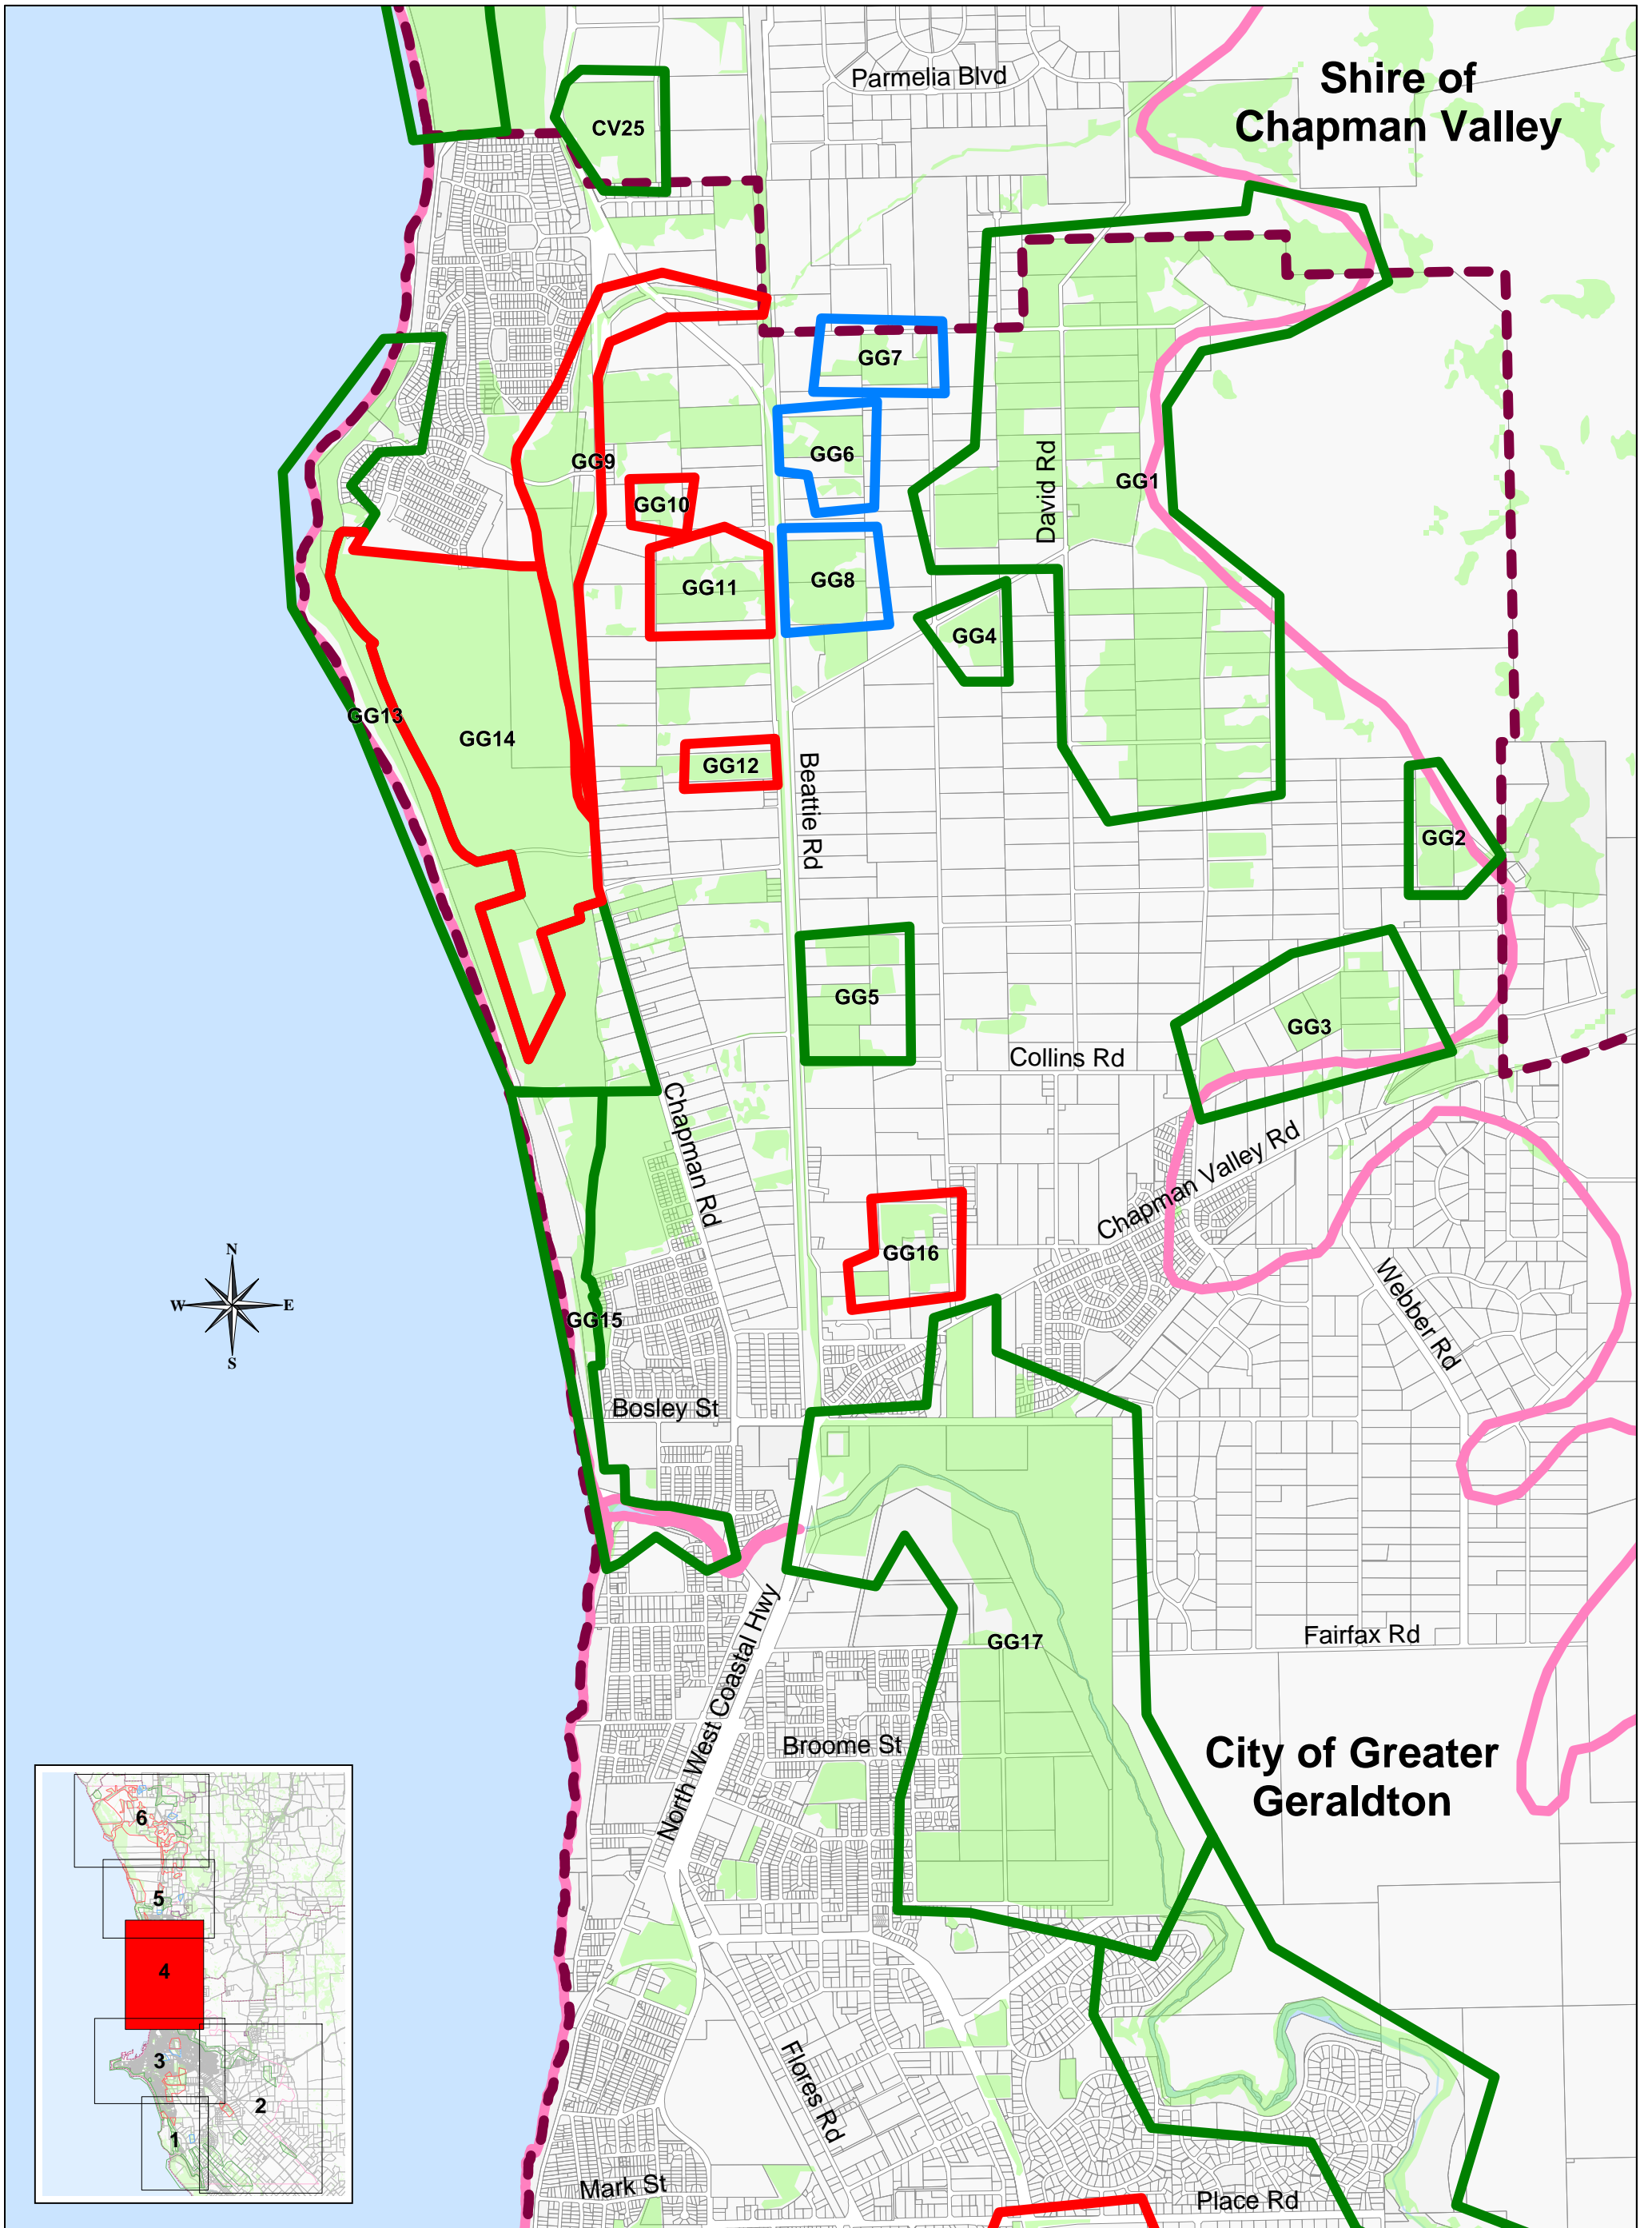 Parmelia Blvd
Shire of
Chapman Valley
CV25
GG7
GG6
GG9
GG10
David Rd
GG1
GG11
GG8
GG4
GG13
GG14
GG12
Beattie Rd
GG2
GG5
GG3
Collins Rd
Chapman Rd
Chapman Valley Rd
GG16
Webber Rd
N
W
E
S
GG15
Bosley St
North West Coastal Hwy
GG17
Fairfax Rd
Broome St
City of Greater
Geraldton
6
5
4
3
2
1
Flores Rd
Mark St
Place Rd